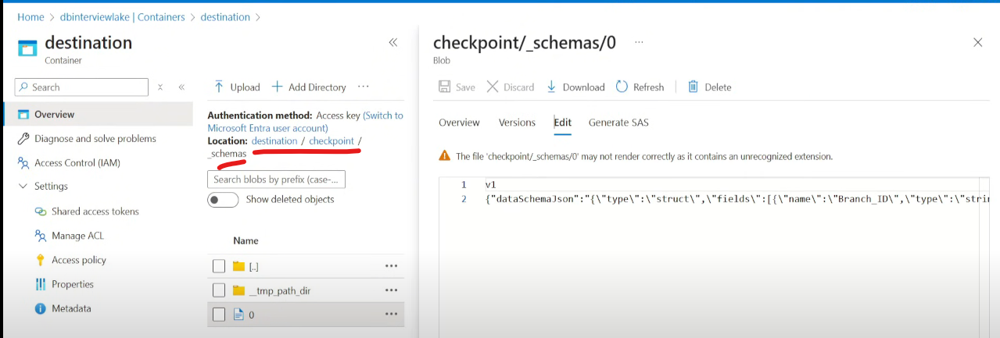 Home > dbinterviewlake | Containers > destination >
destination
Container
Search
Overview
Diagnose and solve problems
Access Control (IAM)
Settings
Shared access tokens
Manage ACL
Access policy
Properties
Metadata
Upload Add Directory ...
Authentication method: Access key (Switch to
Microsoft Entra user account)
Location: destination / checkpoint /
_schemas
Search blobs by prefix (case-...
Show deleted objects
Name
[..]
__tmp_path_dir
0
checkpoint/_schemas/0 ...
Blob
Save Discard Download Refresh Delete
Overview Versions Edit Generate SAS
The file 'checkpoint/_schemas/0' may not render correctly as it contains an unrecognized extension.
1 v1
2 {"dataSchemaJson":"{\"type\":\"struct\",\"fields\":[{\"name\":\"Branch_ID\",\"type\":\"strin